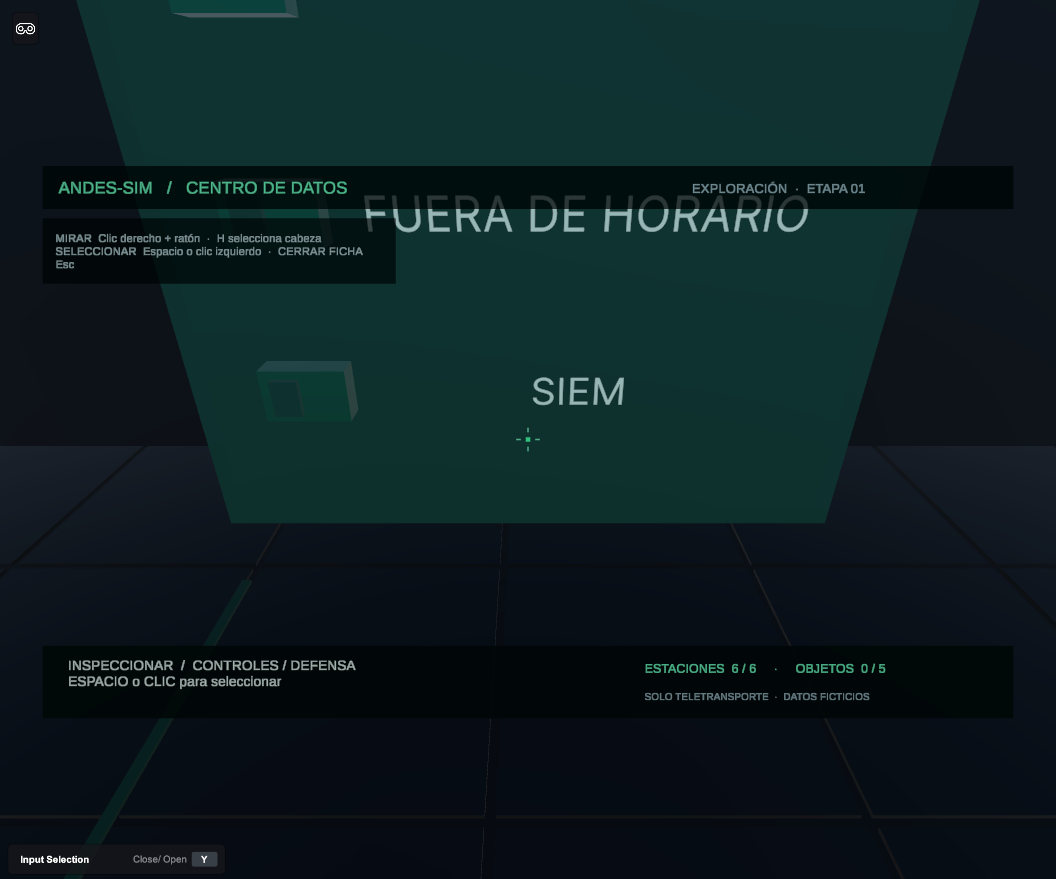 ANDES-SIM / CENTRO DE DATOS
EXPLORACIÓN · ETAPA 01
FUERA DE HORARIO
MIRAR Clic derecho + ratón · H selecciona cabeza
SELECCIONAR Espacio o clic izquierdo · CERRAR FICHA
Esc
SIEM
INSPECCIONAR / CONTROLES / DEFENSA
ESPACIO o CLIC para seleccionar
ESTACIONES 6 / 6 · OBJETOS 0 / 5
SOLO TELETRANSPORTE · DATOS FICTICIOS
Input Selection Close/ Open Y